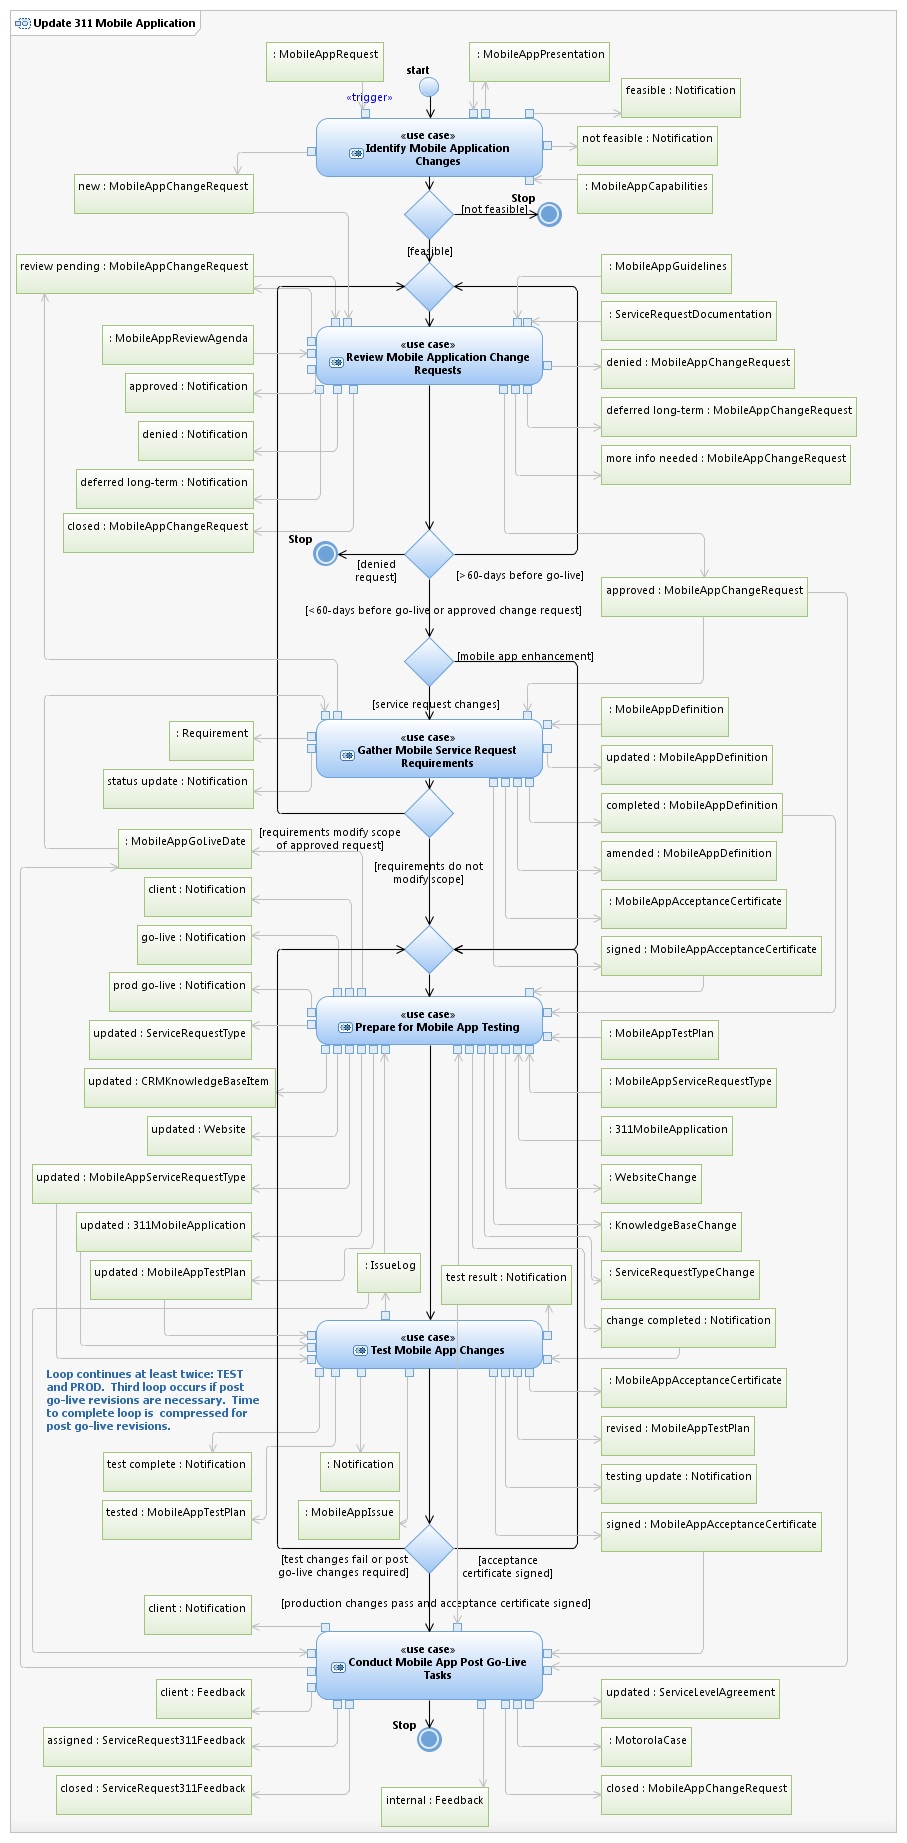 Update 311 Mobile Application
: MobileAppRequest
: MobileAppPresentation
start
«trigger»
feasible : Notification
«use case»
Identify Mobile Application
Changes
not feasible : Notification
new : MobileAppChangeRequest
: MobileAppCapabilities
Stop
[not feasible]
[feasible]
review pending : MobileAppChangeRequest
: MobileAppGuidelines
: ServiceRequestDocumentation
: MobileAppReviewAgenda
«use case»
Review Mobile Application Change
Requests
denied : MobileAppChangeRequest
approved : Notification
deferred long-term : MobileAppChangeRequest
denied : Notification
more info needed : MobileAppChangeRequest
deferred long-term : Notification
closed : MobileAppChangeRequest
Stop
[denied
request]
[>60-days before go-live]
approved : MobileAppChangeRequest
[<60-days before go-live or approved change request]
[mobile app enhancement]
[service request changes]
: MobileAppDefinition
: Requirement
«use case»
Gather Mobile Service Request
Requirements
updated : MobileAppDefinition
status update : Notification
completed : MobileAppDefinition
: MobileAppGoLiveDate
[requirements modify scope
of approved request]
amended : MobileAppDefinition
[requirements do not
modify scope]
client : Notification
: MobileAppAcceptanceCertificate
go-live : Notification
signed : MobileAppAcceptanceCertificate
prod go-live : Notification
«use case»
Prepare for Mobile App Testing
updated : ServiceRequestType
: MobileAppTestPlan
updated : CRMKnowledgeBaseItem
: MobileAppServiceRequestType
updated : Website
: 311MobileApplication
updated : MobileAppServiceRequestType
: WebsiteChange
updated : 311MobileApplication
: KnowledgeBaseChange
updated : MobileAppTestPlan
: IssueLog
test result : Notification
: ServiceRequestTypeChange
change completed : Notification
«use case»
Test Mobile App Changes
Loop continues at least twice: TEST
and PROD. Third loop occurs if post
go-live revisions are necessary. Time
to complete loop is compressed for
post go-live revisions.
: MobileAppAcceptanceCertificate
revised : MobileAppTestPlan
test complete : Notification
: Notification
testing update : Notification
tested : MobileAppTestPlan
: MobileAppIssue
signed : MobileAppAcceptanceCertificate
[test changes fail or post
go-live changes required]
[acceptance
certificate signed]
[production changes pass and acceptance certificate signed]
client : Notification
«use case»
Conduct Mobile App Post Go-Live
Tasks
client : Feedback
updated : ServiceLevelAgreement
Stop
assigned : ServiceRequest311Feedback
: MotorolaCase
closed : ServiceRequest311Feedback
internal : Feedback
closed : MobileAppChangeRequest